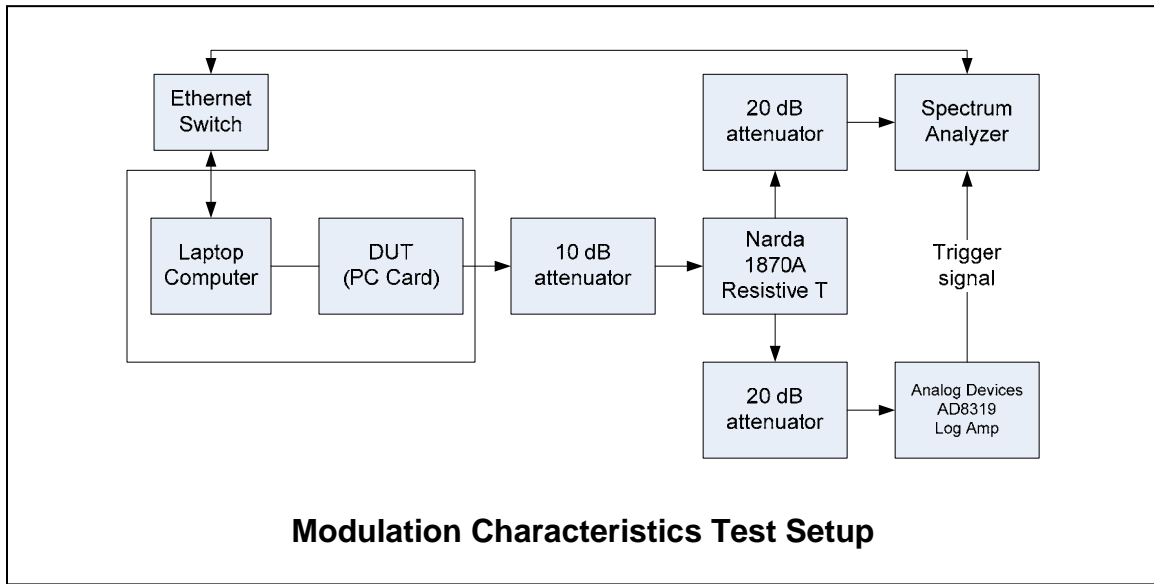 Ethernet
Switch
20 dB
attenuator
Spectrum
Analyzer
Laptop
Computer
DUT
(PC Card)
10 dB
attenuator
Narda
1870A
Resistive T
Trigger
signal
20 dB
attenuator
Analog Devices
AD8319
Log Amp
Modulation Characteristics Test Setup